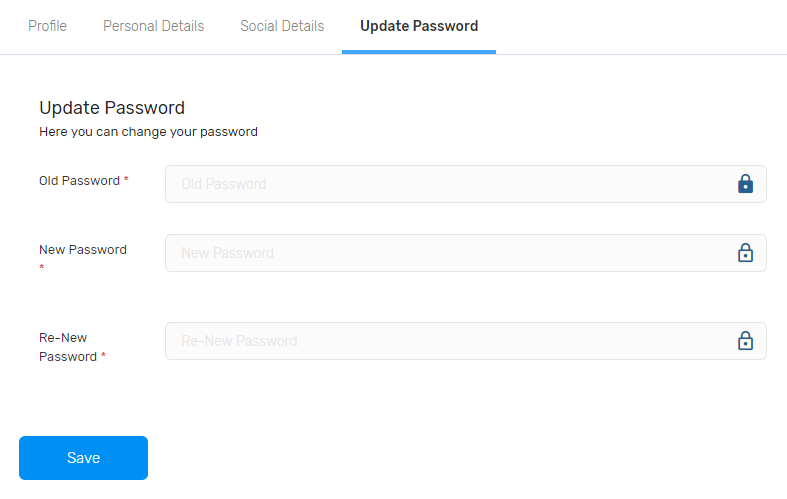 Profile Personal Details Social Details Update Password
Update Password
Here you can change your password
Old Password * Old Password
New Password New Password
*
Re-New Re-New Password
Password *
Save